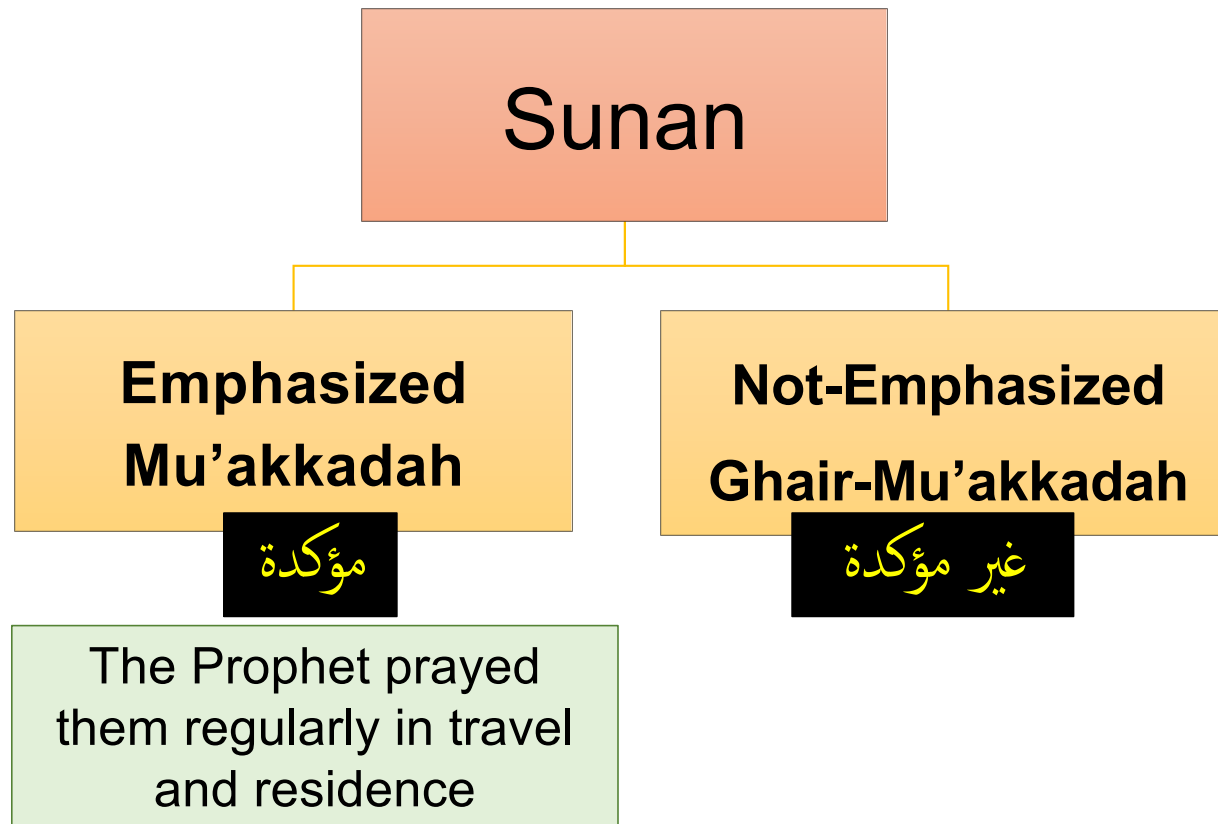 Sunan
Emphasized
Mu’akkadah
مؤكدة
The Prophet prayed
them regularly in travel
and residence
Not-Emphasized
Ghair-Mu’akkadah
غير مؤكدة